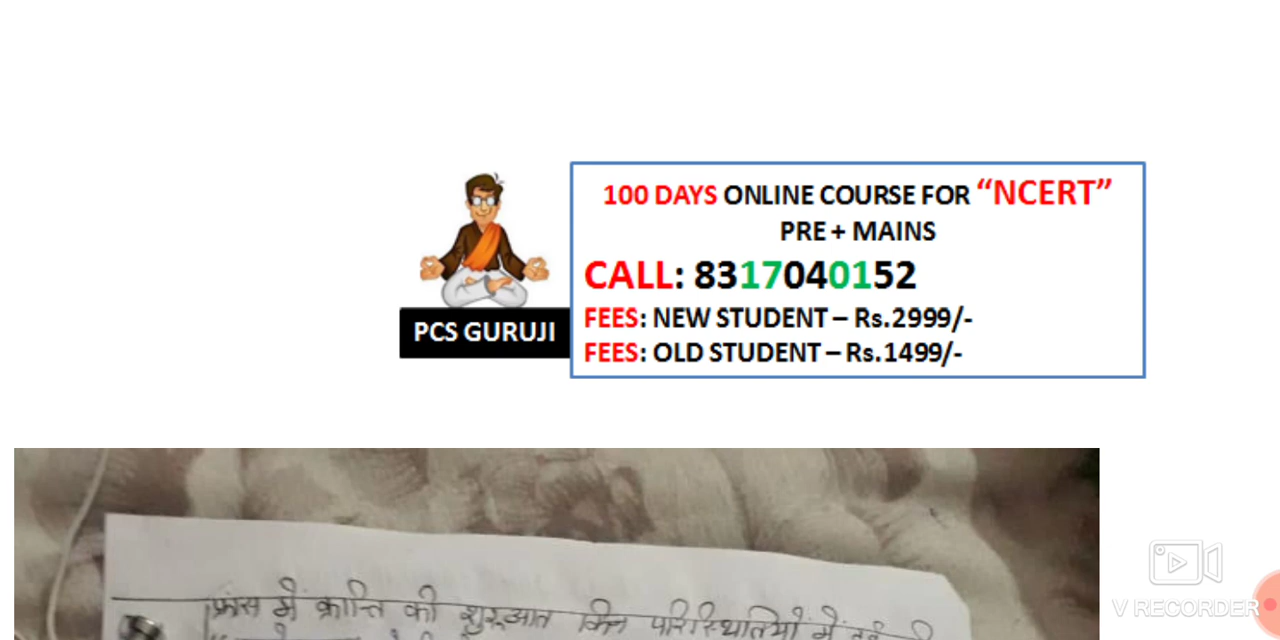 100 DAYS ONLINE COURSE FOR “NCERT”
PRE + MAINS
CALL: 8317040152
FEES: NEW STUDENT – Rs.2999/-
FEES: OLD STUDENT – Rs.1499/-
PCS GURUJI
फ्रांस में क्रान्ति की शुरूआत किन परिस्थितियों में हुई
V RECORDER